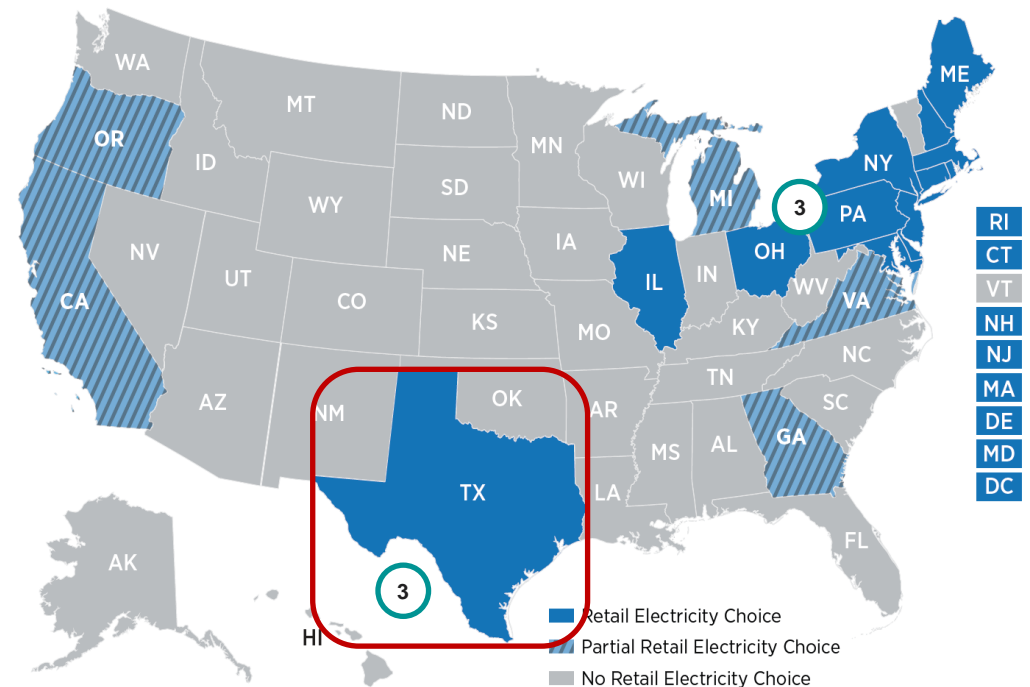 WA
ME
MT
ND
OR
MN
NY
ID
SD
WI
MI
WY
3
PA
RI
IA
NE
OH
CT
NV
IN
UT
IL
WV
VT
CA
CO
VA
NH
KS
MO
KY
NJ
NC
TN
MA
AZ
NM
OK
AR
SC
DE
GA
MS
AL
MD
TX
LA
DC
FL
AK
3
Retail Electricity Choice
HI
Partial Retail Electricity Choice
No Retail Electricity Choice